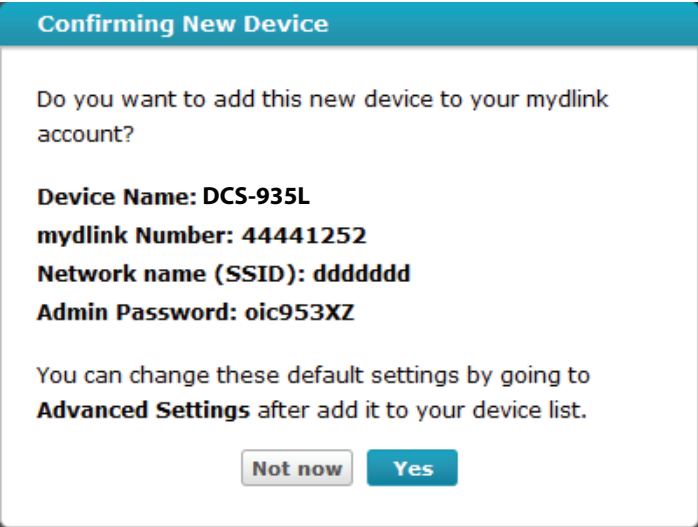 Confirming New Device
Do you want to add this new device to your mydlink
account?
Device Name: DCS-935L
mydlink Number: 44441252
Network name (SSID): ddddddd
Admin Password: oic953XZ
You can change these default settings by going to
Advanced Settings after add it to your device list.
Not now Yes